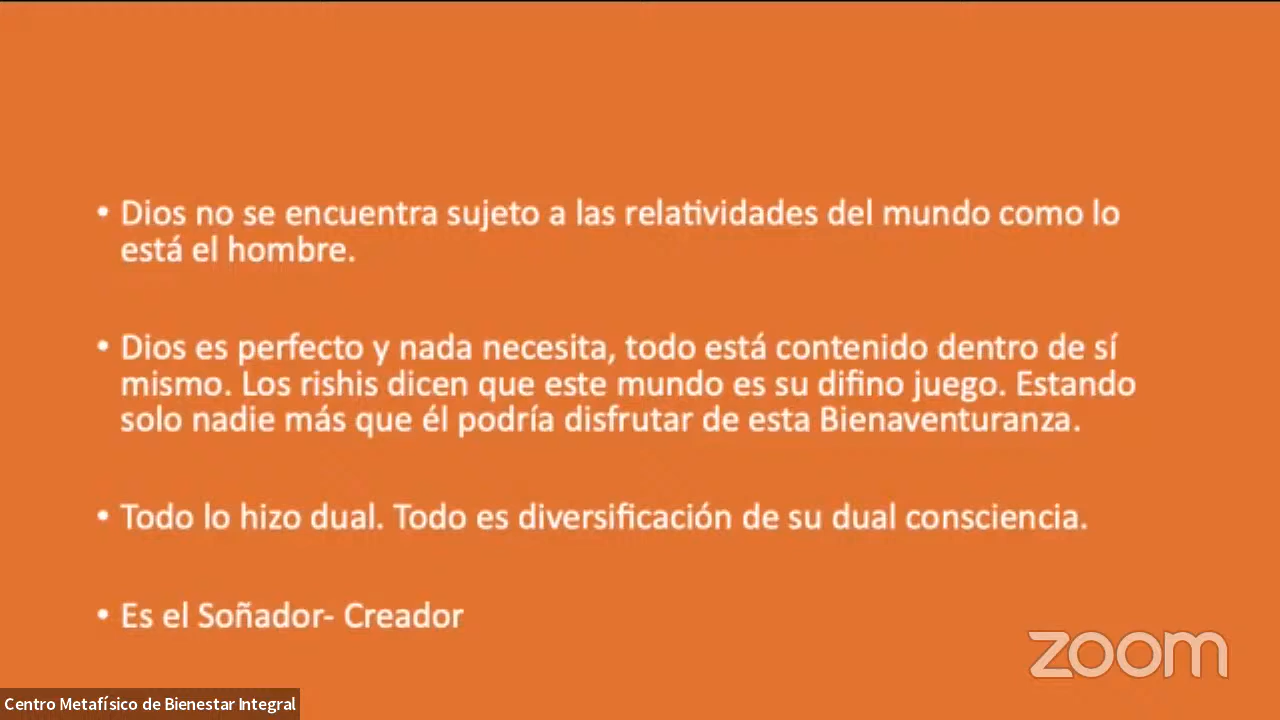 • Dios no se encuentra sujeto a las relatividades del mundo como lo
está el hombre.
• Dios es perfecto y nada necesita, todo está contenido dentro de sí
mismo. Los rishis dicen que este mundo es su difino juego. Estando
solo nadie más que él podría disfrutar de esta Bienaventuranza.
• Todo lo hizo dual. Todo es diversificación de su dual consciencia.
• Es el Soñador- Creador
zoom
Centro Metafísico de Bienestar Integral